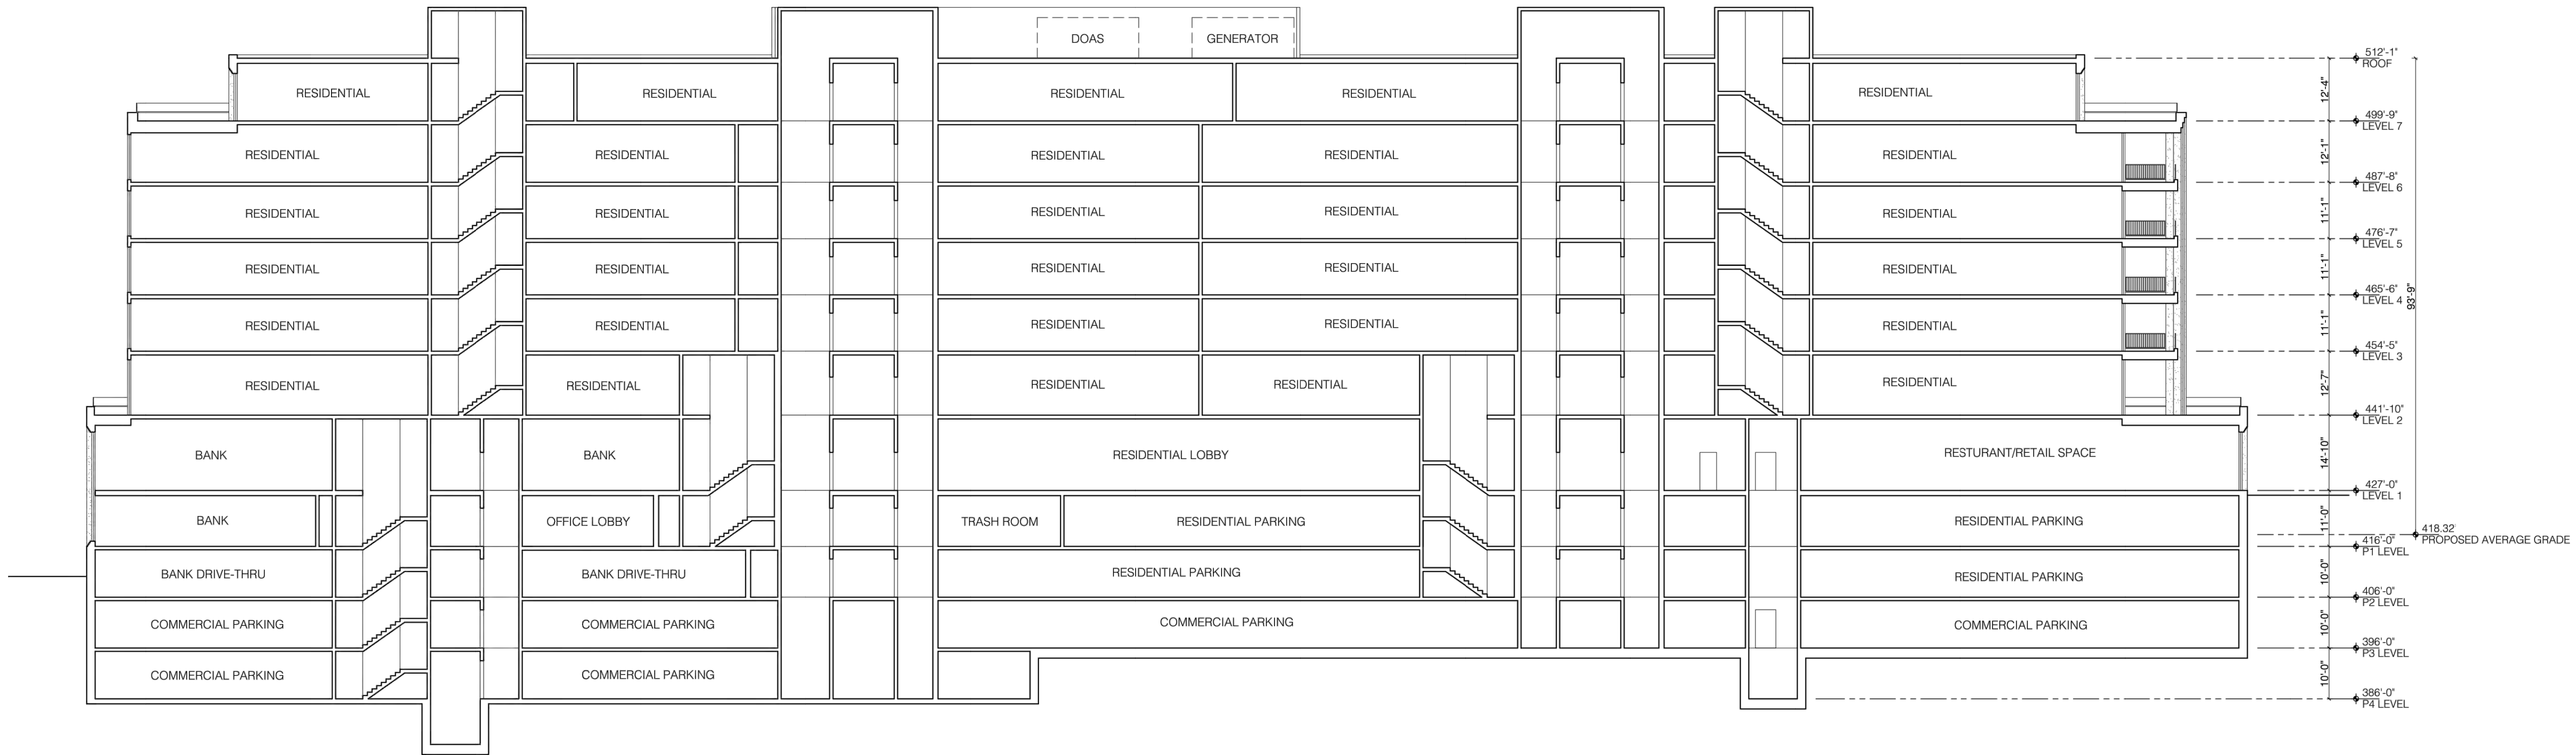 DOAS
GENERATOR
512'-1"
ROOF
RESIDENTIAL
RESIDENTIAL
RESIDENTIAL
RESIDENTIAL
RESIDENTIAL
12'-4"
499'-9"
LEVEL 7
RESIDENTIAL
RESIDENTIAL
RESIDENTIAL
RESIDENTIAL
RESIDENTIAL
12'-1"
487'-8"
LEVEL 6
RESIDENTIAL
RESIDENTIAL
RESIDENTIAL
RESIDENTIAL
RESIDENTIAL
11'-1"
476'-7"
LEVEL 5
RESIDENTIAL
RESIDENTIAL
RESIDENTIAL
RESIDENTIAL
RESIDENTIAL
11'-1"
465'-6"
LEVEL 4
93'-9"
RESIDENTIAL
RESIDENTIAL
RESIDENTIAL
RESIDENTIAL
RESIDENTIAL
11'-1"
454'-5"
LEVEL 3
RESIDENTIAL
RESIDENTIAL
RESIDENTIAL
RESIDENTIAL
RESIDENTIAL
12'-7"
441'-10"
LEVEL 2
BANK
BANK
RESIDENTIAL LOBBY
RESTURANT/RETAIL SPACE
14'-10"
427'-0"
LEVEL 1
BANK
OFFICE LOBBY
TRASH ROOM
RESIDENTIAL PARKING
RESIDENTIAL PARKING
11'-0"
418.32'
PROPOSED AVERAGE GRADE
416'-0"
P1 LEVEL
BANK DRIVE-THRU
BANK DRIVE-THRU
RESIDENTIAL PARKING
RESIDENTIAL PARKING
10'-0"
406'-0"
P2 LEVEL
COMMERCIAL PARKING
COMMERCIAL PARKING
COMMERCIAL PARKING
COMMERCIAL PARKING
10'-0"
396'-0"
P3 LEVEL
COMMERCIAL PARKING
COMMERCIAL PARKING
10'-0"
386'-0"
P4 LEVEL